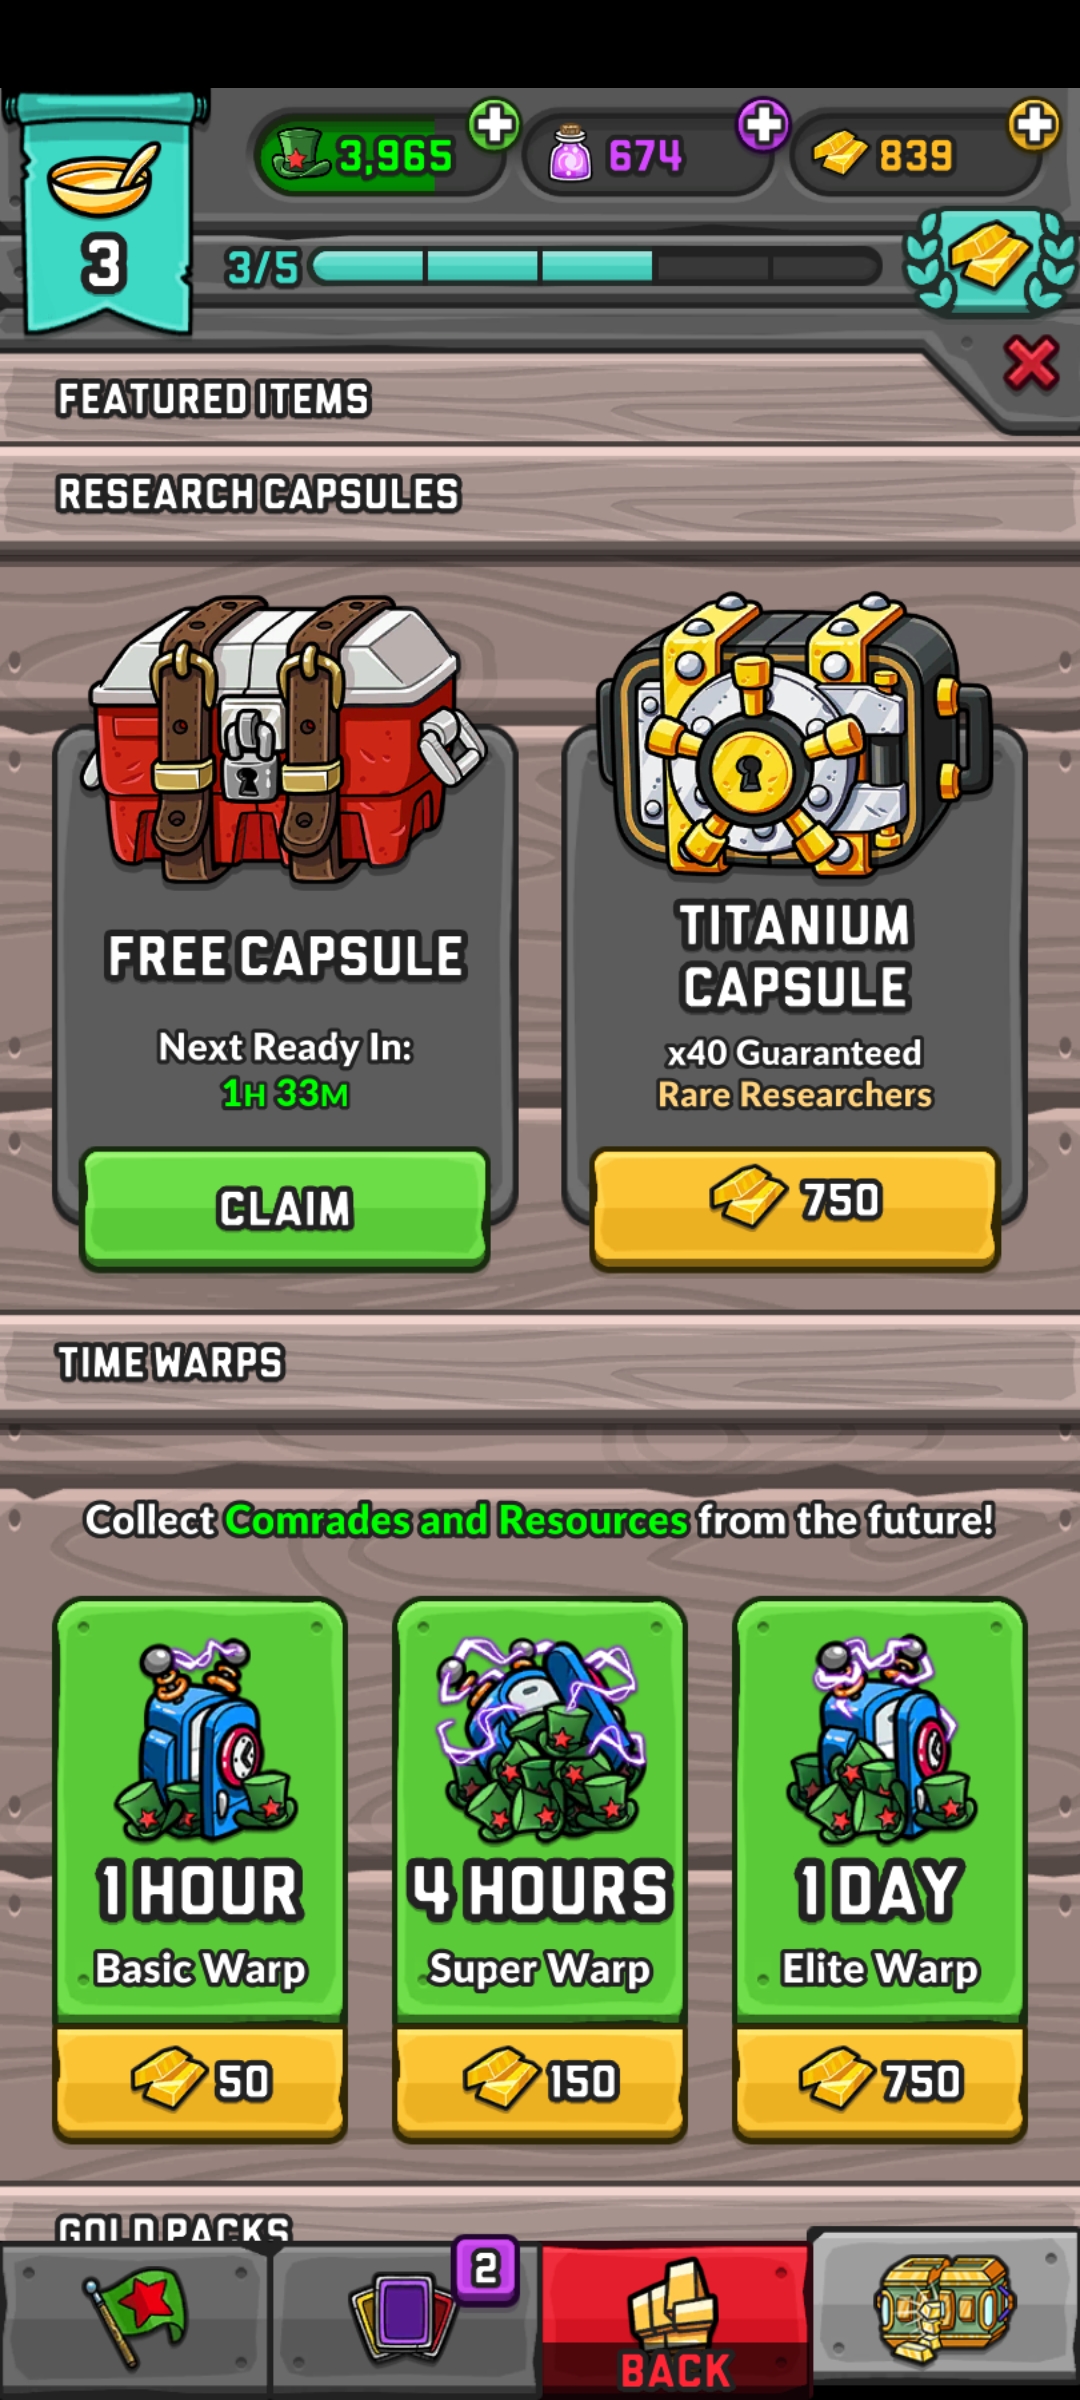 3,965
674
839
3
3/5
FEATURED ITEMS
RESEARCH CAPSULES
FREE CAPSULE
Next Ready In:
1H 33M
CLAIM
TITANIUM
CAPSULE
x40 Guaranteed
Rare Researchers
750
TIME WARPS
Collect Comrades and Resources from the future!
1 HOUR
Basic Warp
50
4 HOURS
Super Warp
150
1 DAY
Elite Warp
750
GOLD PACKS
2
BACK